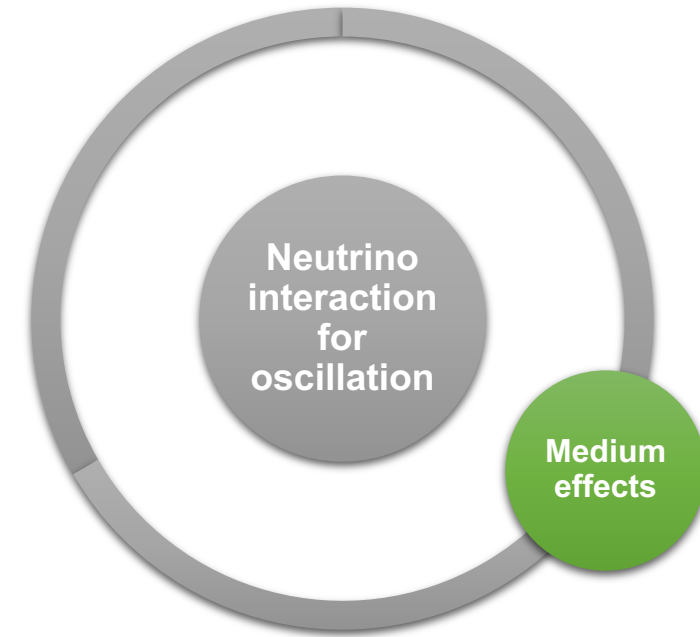 Neutrino
interaction
for
oscillation
Medium
effects